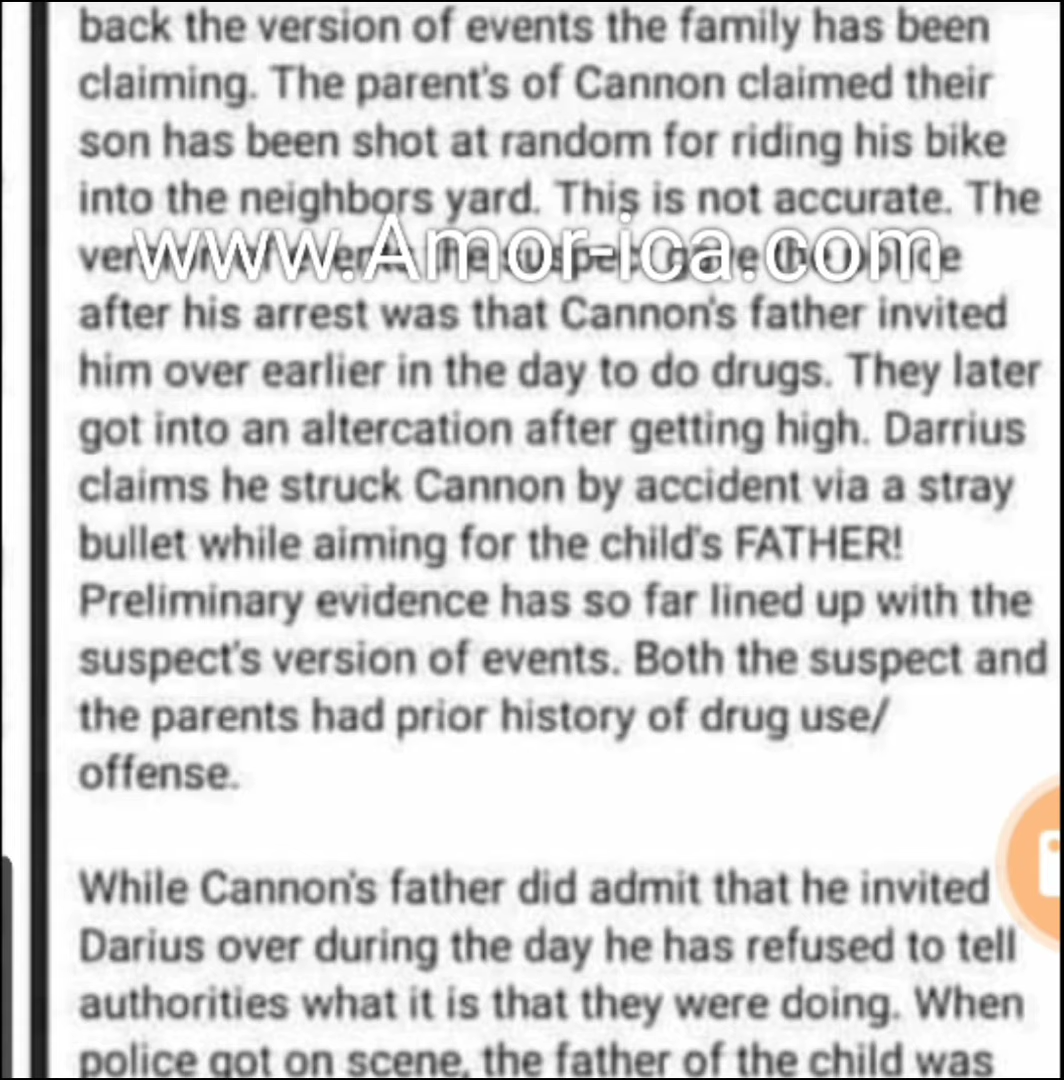 back the version of events the family has been
claiming. The parent's of Cannon claimed their
son has been shot at random for riding his bike
into the neighbors yard. This is not accurate. The
www.Amor-ica.com
the police
after his arrest was that Cannon's father invited
him over earlier in the day to do drugs. They later
got into an altercation after getting high. Darrius
claims he struck Cannon by accident via a stray
bullet while aiming for the child's FATHER!
Preliminary evidence has so far lined up with the
suspect's version of events. Both the suspect and
the parents had prior history of drug use/
offense.
While Cannon's father did admit that he invited
Darius over during the day he has refused to tell
authorities what it is that they were doing. When
police got on scene, the father of the child was